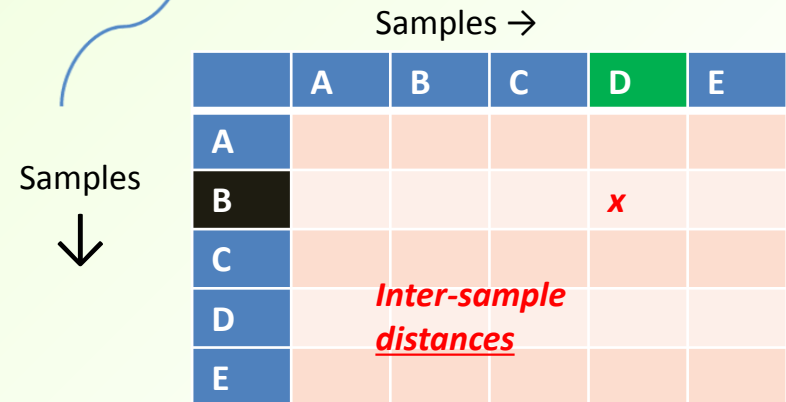 Samples →
A B C D E
Samples
↓
A
B x
C
Inter-sample
D
distances
E